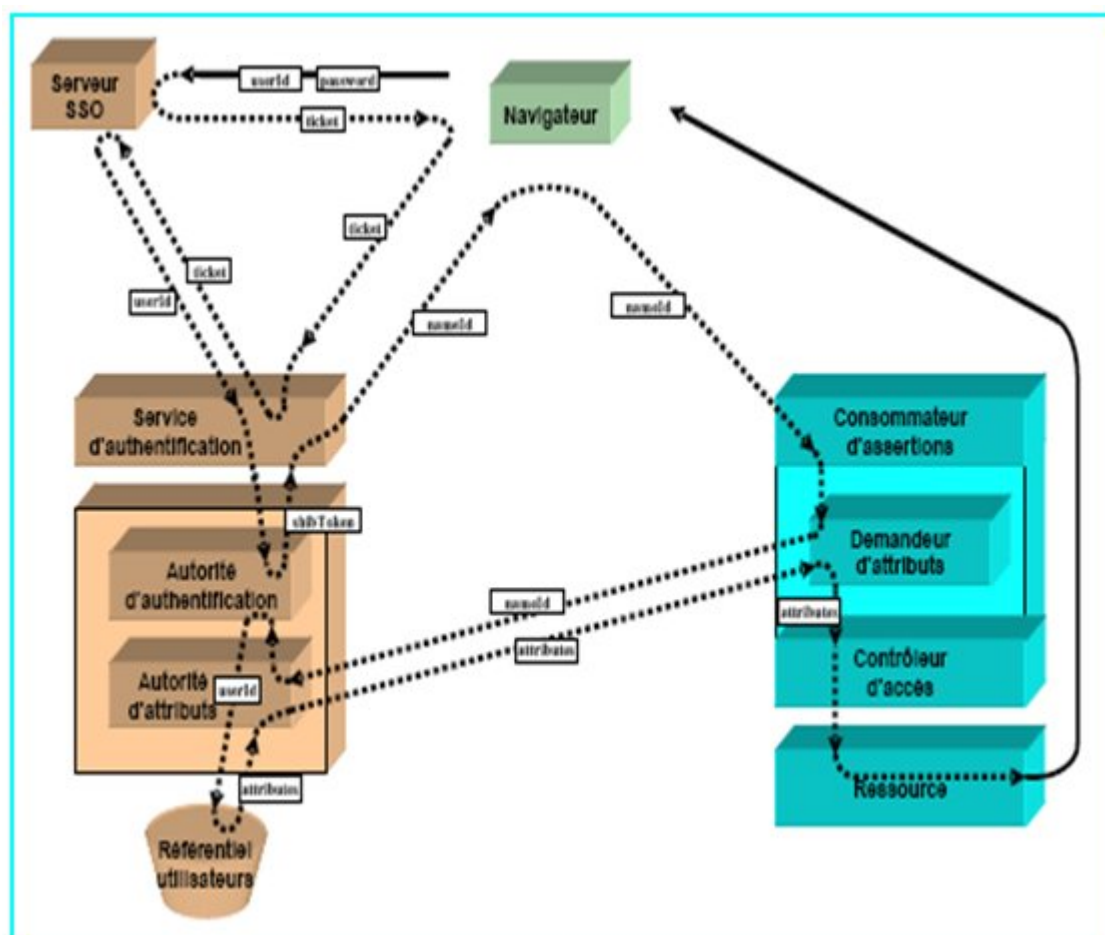 Serveur
SSO
userId
password
ticket
Navigateur
ticket
ticket
userId
nameId
nameId
Service
d'authentification
Consommateur
d'assertions
shibToken
Demandeur
d'attributs
Autorité
d'authentification
nameId
attributes
attributes
Autorité
d'attributs
userId
Contrôleur
d'accès
attributes
Ressource
Référentiel
utilisateurs